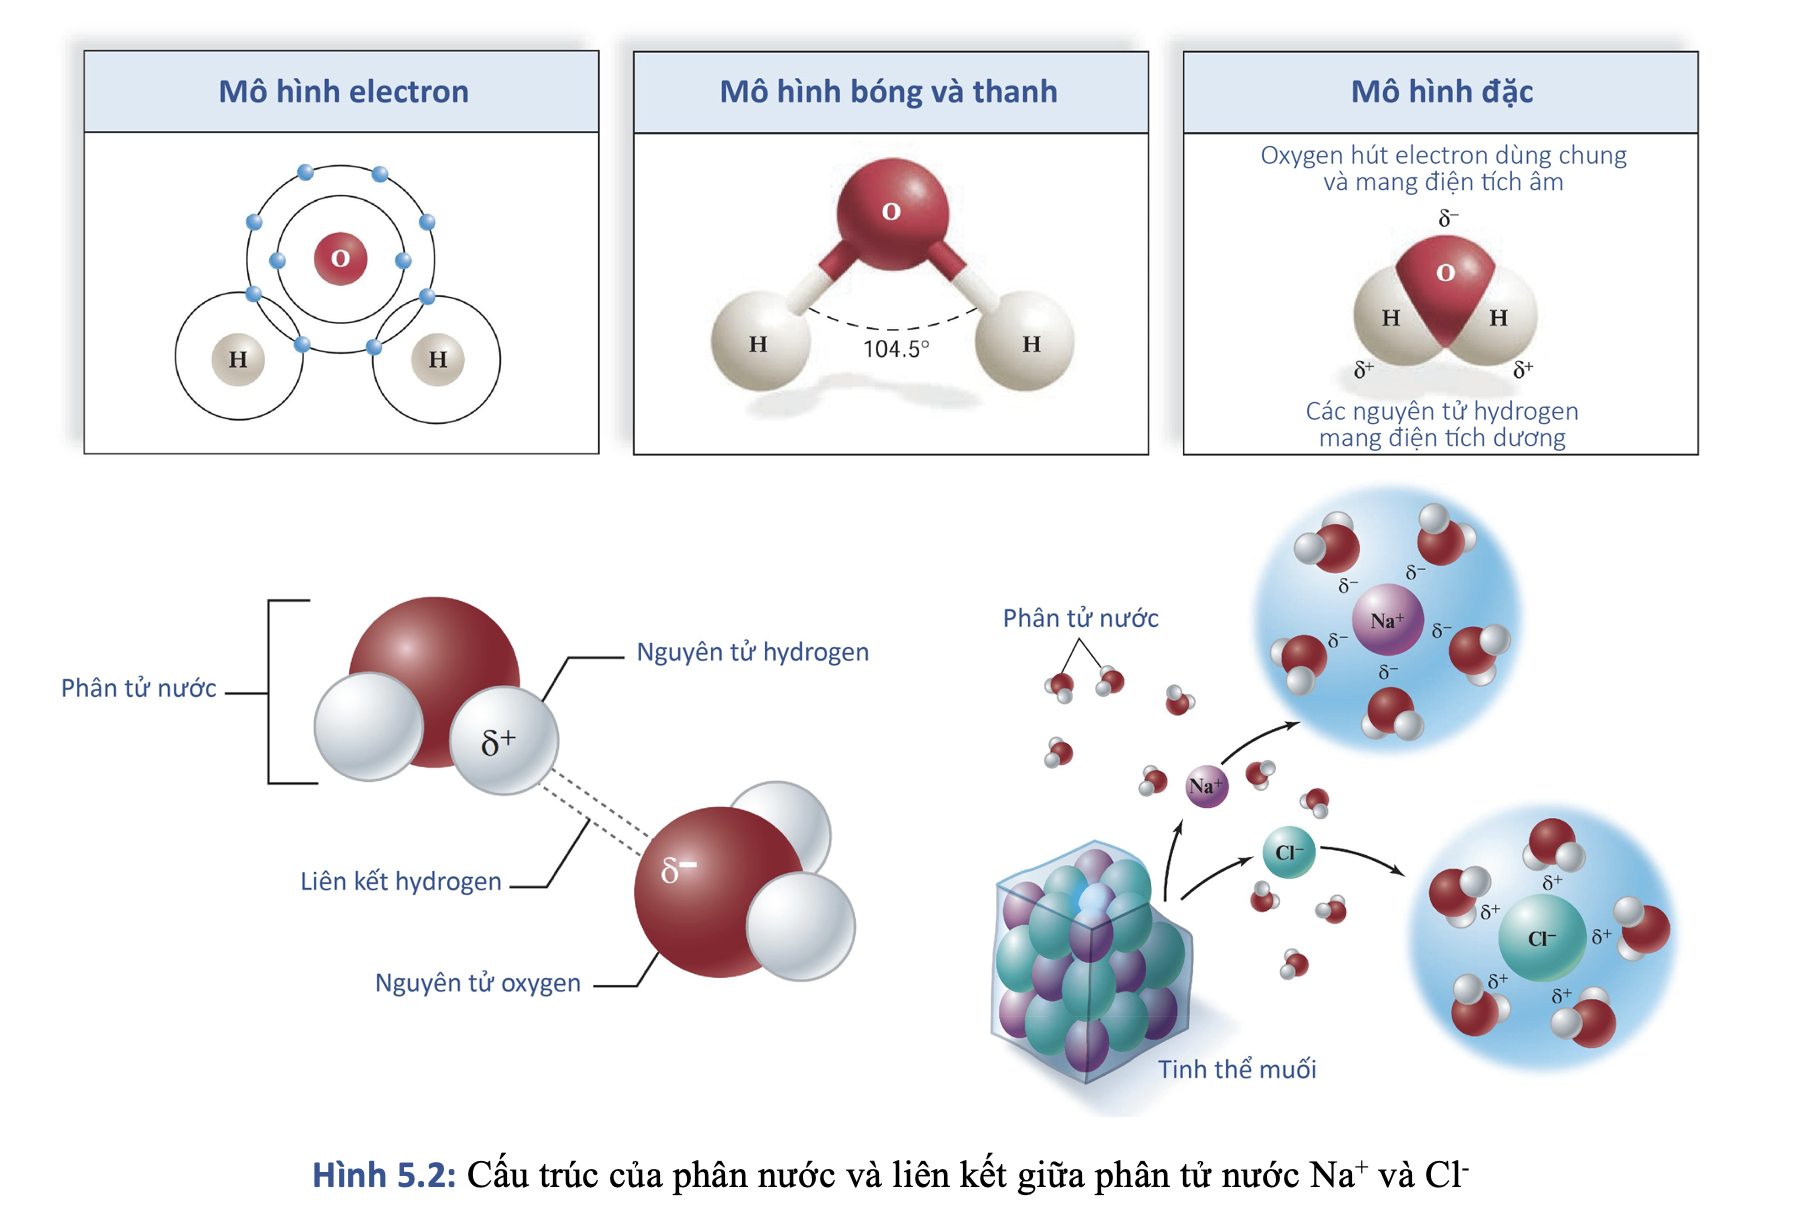 Mô hình electron
O
H
H
Mô hình bóng và thanh
O
H
H
104.5°
Mô hình đặc
Oxygen hút electron dùng chung
và mang điện tích âm
δ⁻
O
H
H
δ⁺
δ⁺
Các nguyên tử hydrogen
mang điện tích dương
Phân tử nước
Nguyên tử hydrogen
δ+
Liên kết hydrogen
δ−
Nguyên tử oxygen
Phân tử nước
Na⁺
Cl⁻
Tinh thể muối
δ⁻
δ⁻
Na⁺
δ⁻
δ⁻
δ⁻
δ⁺
δ⁺
Cl⁻
δ⁺
δ⁺
δ⁺
Hình 5.2: Cấu trúc của phân nước và liên kết giữa phân tử nước Na⁺ và Cl⁻